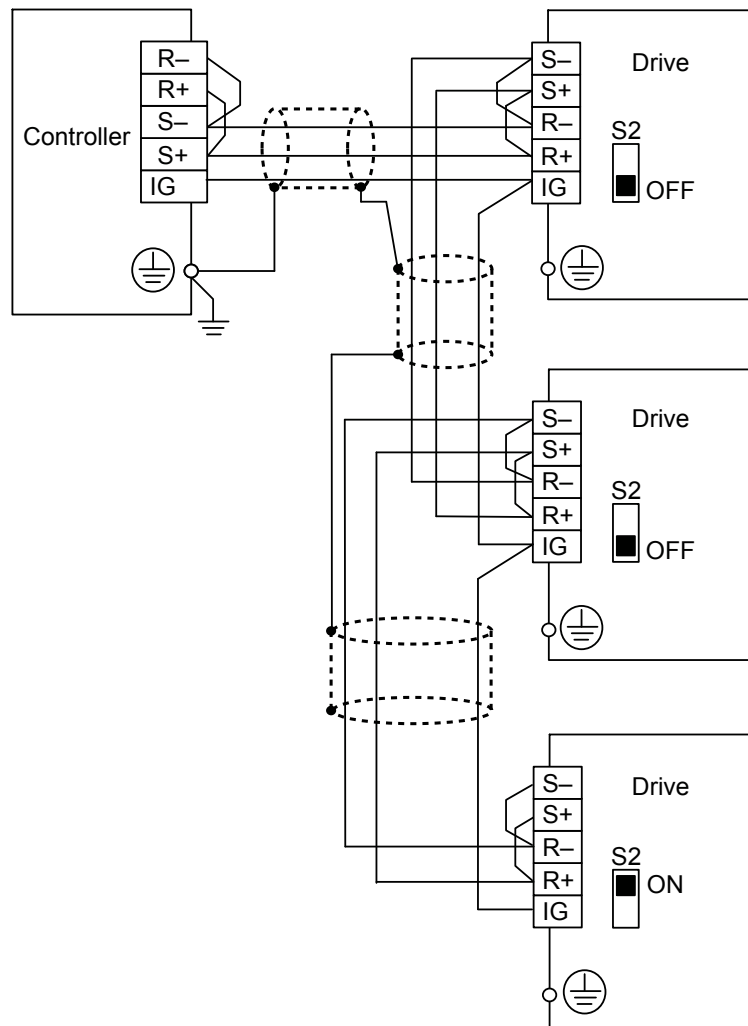 Controller
R–
R+
S–
S+
IG
S–
S+
R–
R+
IG
Drive
S2
OFF
S–
S+
R–
R+
IG
Drive
S2
OFF
S–
S+
R–
R+
IG
Drive
S2
ON